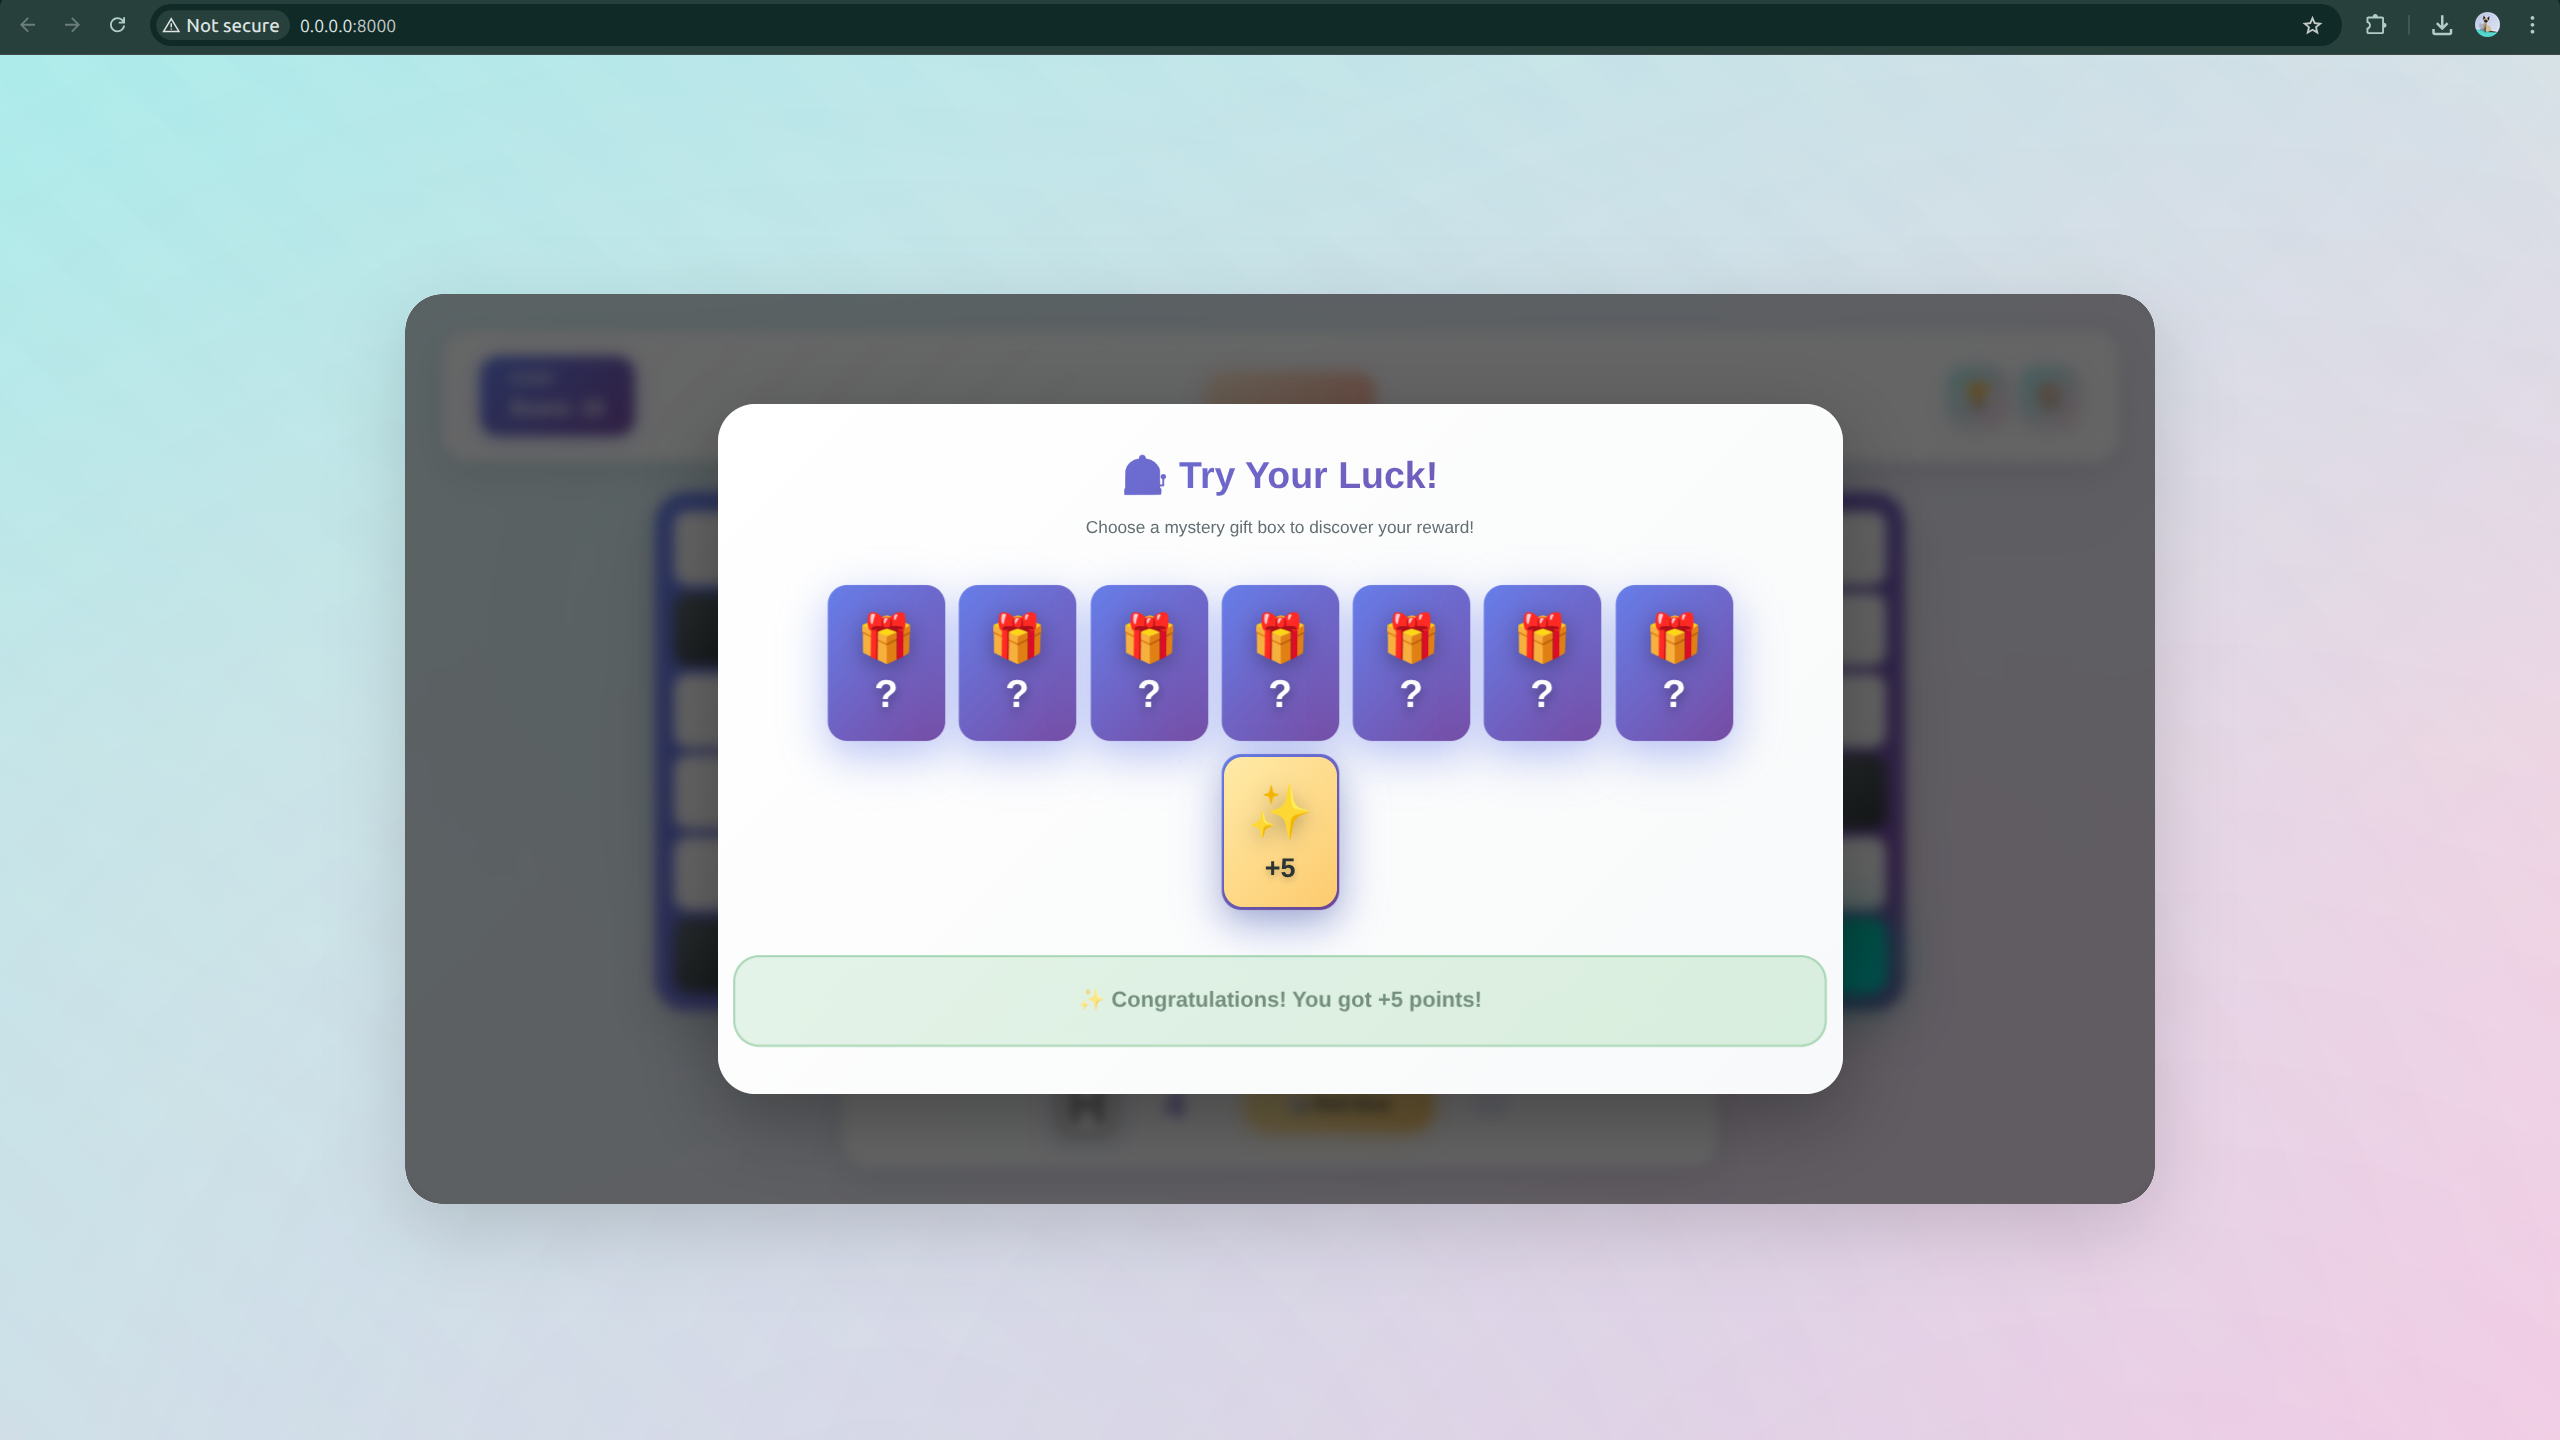 Not secure 0.0.0.0:8000
Try Your Luck!
Choose a mystery gift box to discover your reward!
? ? ? ? ? ? ?
+5
✨ Congratulations! You got +5 points!